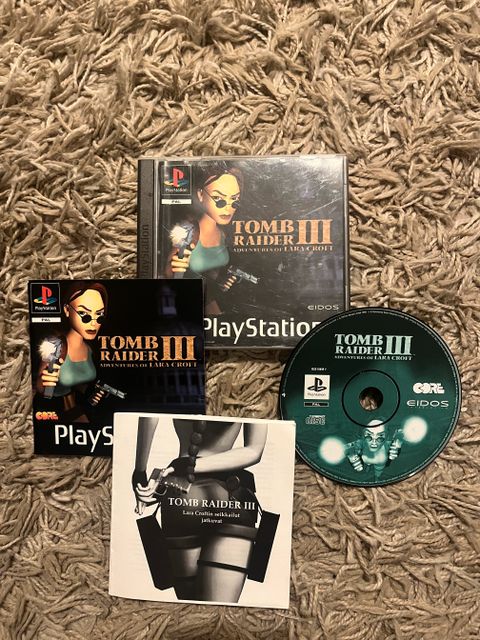 PlayStation
PAL
TOMB
RAIDER III
ADVENTURES OF LARA CROFT
EIDOS
PlayStation
PlayStation
PlayStation
PAL
TOMB
RAIDER III
ADVENTURES OF LARA CROFT
CORE
PlayS
TOMB
RAIDER III
ADVENTURES OF LARA CROFT
PlayStation
PAL
CORE
EIDOS
TOMB RAIDER III
Lara Croftin seikkailut
jatkuvat